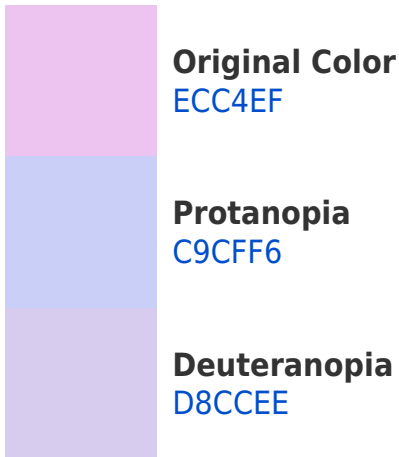 Original Color
ECC4EF
Protanopia
C9CFF6
Deuteranopia
D8CCEE